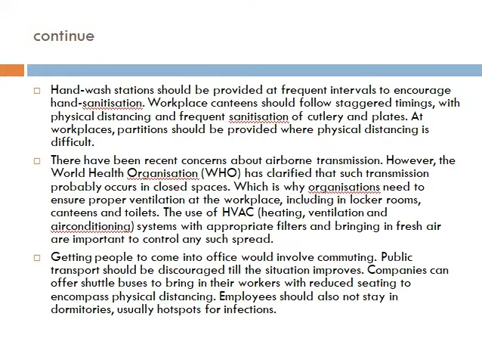 continue
Hand-wash stations should be provided at frequent intervals to encourage
hand-sanitisation. Workplace canteens should follow staggered timings, with
physical distancing and frequent sanitisation of cutlery and plates. At
workplaces, partitions should be provided where physical distancing is
difficult.
There have been recent concerns about airborne transmission. However, the
World Health Organisation (WHO) has clarified that such transmission
probably occurs in closed spaces. Which is why organisations need to
ensure proper ventilation at the workplace, including in locker rooms,
canteens and toilets. The use of HVAC (heating, ventilation and
airconditioning) systems with appropriate filters and bringing in fresh air
are important to control any such spread.
Getting people to come into office would involve commuting. Public
transport should be discouraged till the situation improves. Companies can
offer shuttle buses to bring in their workers with reduced seating to
encompass physical distancing. Employees should also not stay in
dormitories, usually hotspots for infections.